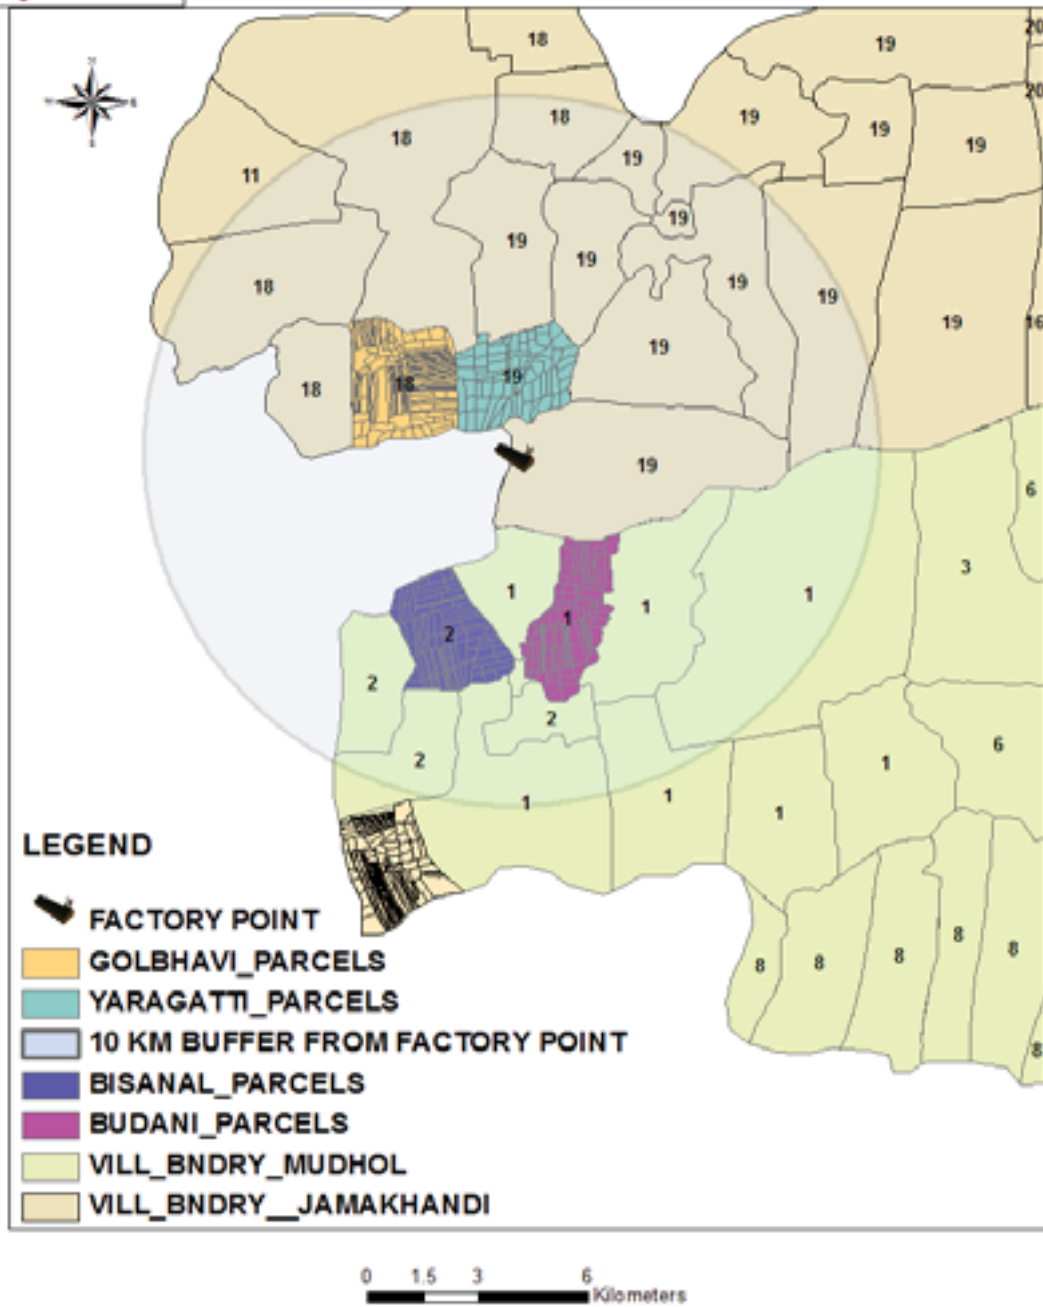 18 19 20
20
18 18 19 19 19
19
11
19
19 19
18 19
19 19
19 16
18 18 19 19
19
6
3
1 1 1
2 1
2
2
1 6
2
1 1
1
LEGEND
FACTORY POINT
GOLBHAVI_PARCELS
YARAGATTI_PARCELS
10 KM BUFFER FROM FACTORY POINT
BISANAL_PARCELS
BUDANI_PARCELS
VILL_BNDRY_MUDHOL
VILL_BNDRY__JAMAKHANDI
8 8 8 8 8
8
0 1.5 3 6
Kilometers